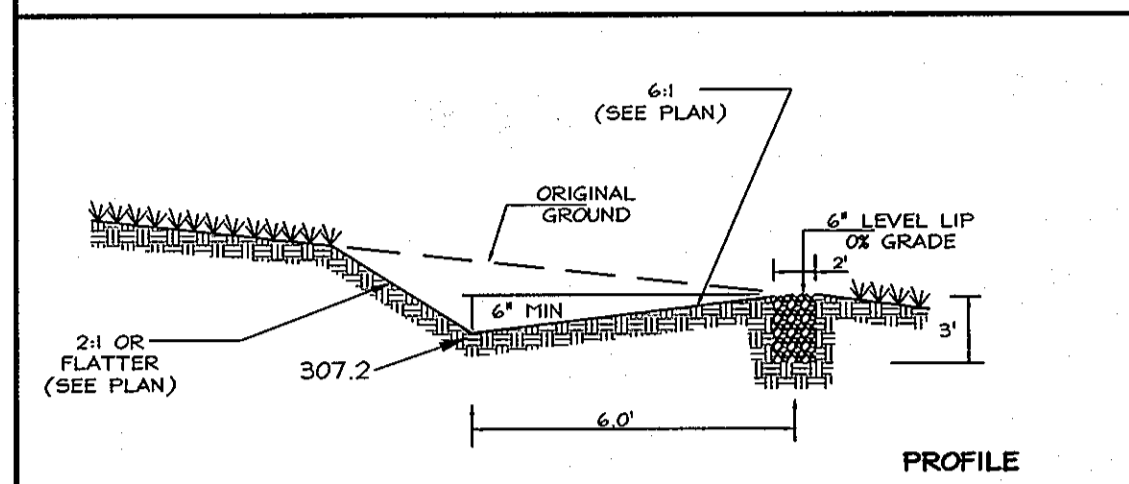 6:1
(SEE PLAN)
ORIGINAL
GROUND
6" LEVEL LIP
0% GRADE
2'
6" MIN
3'
2:1 OR
FLATTER
(SEE PLAN)
307.2
6.0'
PROFILE